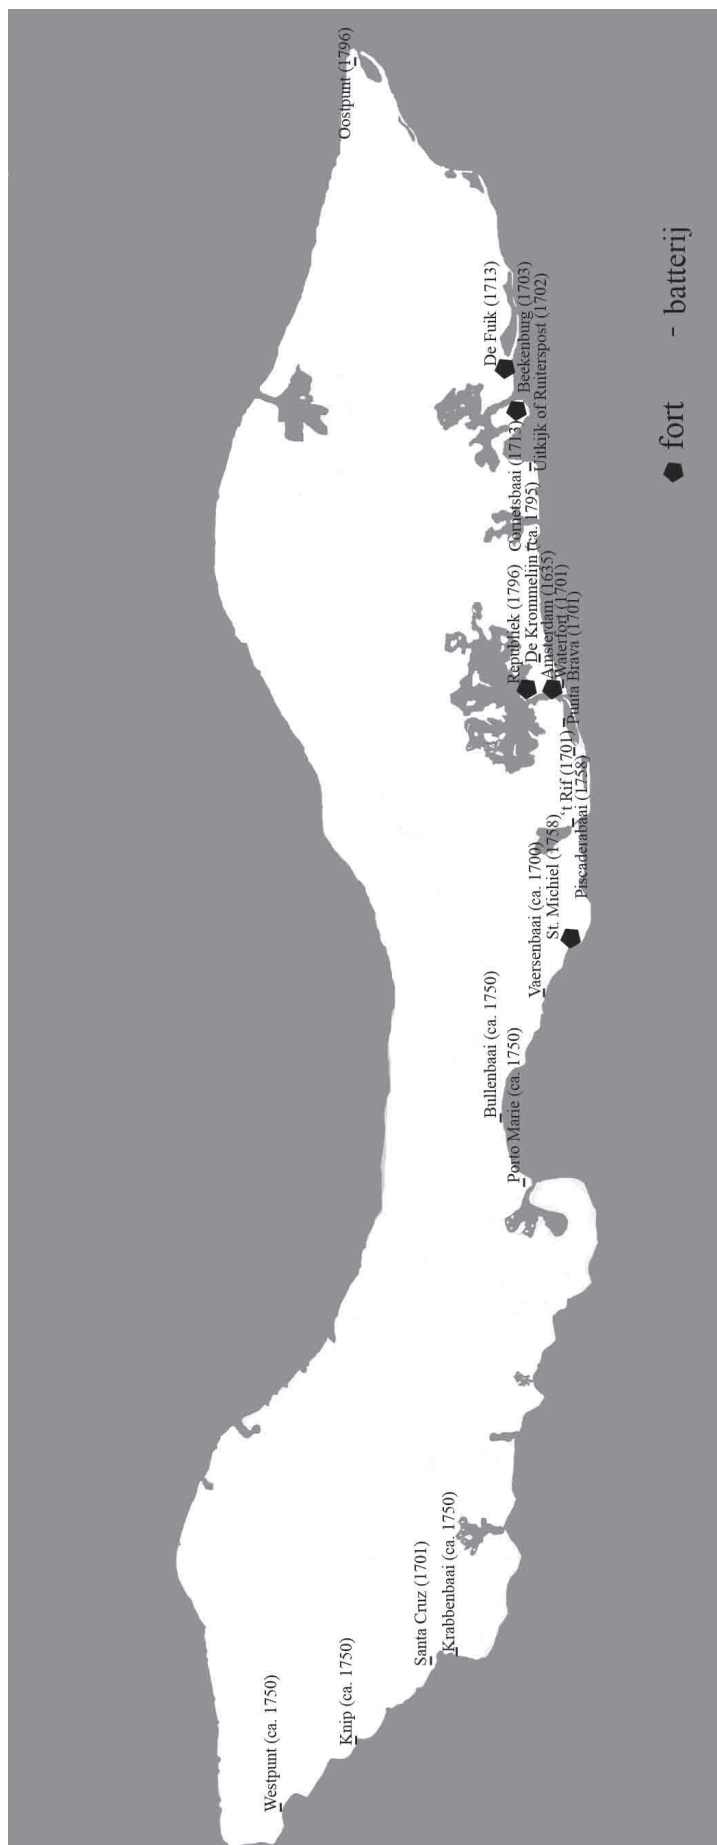 Westpunt (ca. 1750)
Knip (ca. 1750)
Santa Cruz (1701)
Krabbenbaai (ca. 1750)
Porto Marie (ca. 1750)
Bullenbaai (ca. 1750)
Vaersenbaai (ca. 1700)
St. Michiel (1758)
Piscaderabaai (1758)
't Rif (1701)
Punta Brava (1701)
Waterfort (1701)
Amsterdam (1635)
Republiek (1796)
De Krommelijn (ca. 1795)
Cornetsbaai (1713)
Uitkijk of Ruiterspost (1702)
Beekenburg (1703)
De Fuik (1713)
Oostpunt (1796)
fort
- batterij